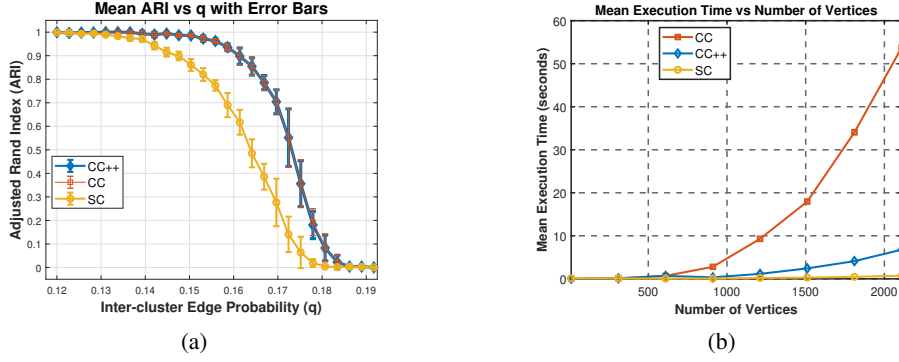 Mean ARI vs q with Error Bars
Adjusted Rand Index (ARI)
1
0.9
0.8
0.7
0.6
0.5
0.4
0.3
0.2
0.1
0
CC++
CC
SC
0.12 0.13 0.14 0.15 0.16 0.17 0.18 0.19
Inter-cluster Edge Probability (q)
(a)
Mean Execution Time vs Number of Vertices
Mean Execution Time (seconds)
60
50
40
30
20
10
0
CC
CC++
SC
500 1000 1500 2000
Number of Vertices
(b)